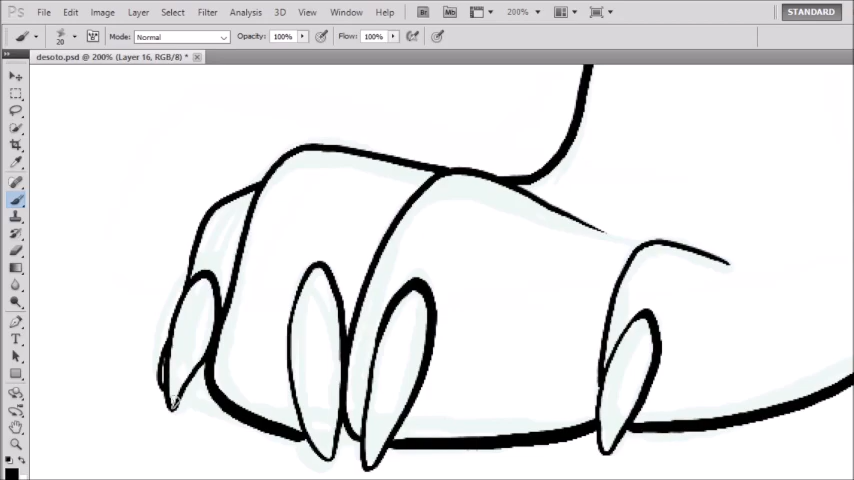 Ps File Edit Image Layer Select Filter Analysis 3D View Window Help Br Mb 200% STANDARD
20 Mode: Normal Opacity: 100% Flow: 100%
desoto.psd @ 200% (Layer 16, RGB/8) *
T